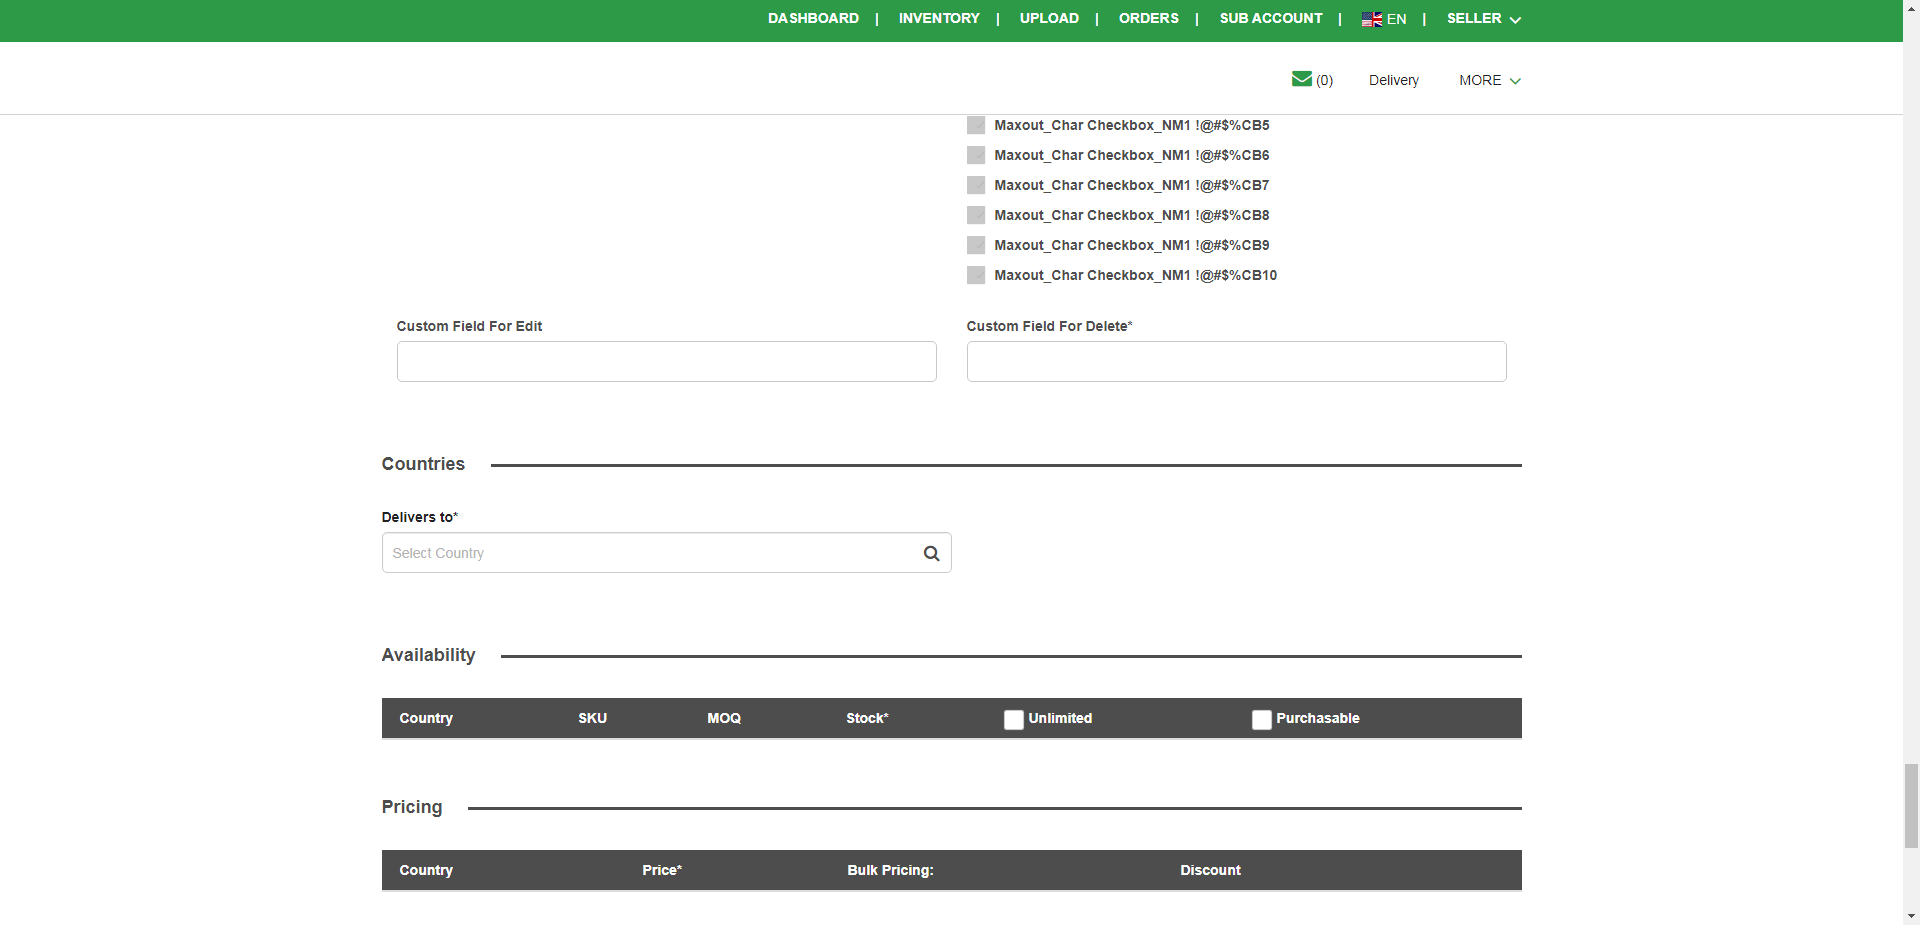 DASHBOARD | INVENTORY | UPLOAD | ORDERS | SUB ACCOUNT | EN | SELLER
(0) Delivery MORE
Maxout_Char Checkbox_NM1 !@#$%CB5
Maxout_Char Checkbox_NM1 !@#$%CB6
Maxout_Char Checkbox_NM1 !@#$%CB7
Maxout_Char Checkbox_NM1 !@#$%CB8
Maxout_Char Checkbox_NM1 !@#$%CB9
Maxout_Char Checkbox_NM1 !@#$%CB10
Custom Field For Edit Custom Field For Delete*
Countries
Delivers to*
Select Country
Availability
Country SKU MOQ Stock* Unlimited Purchasable
Pricing
Country Price* Bulk Pricing: Discount